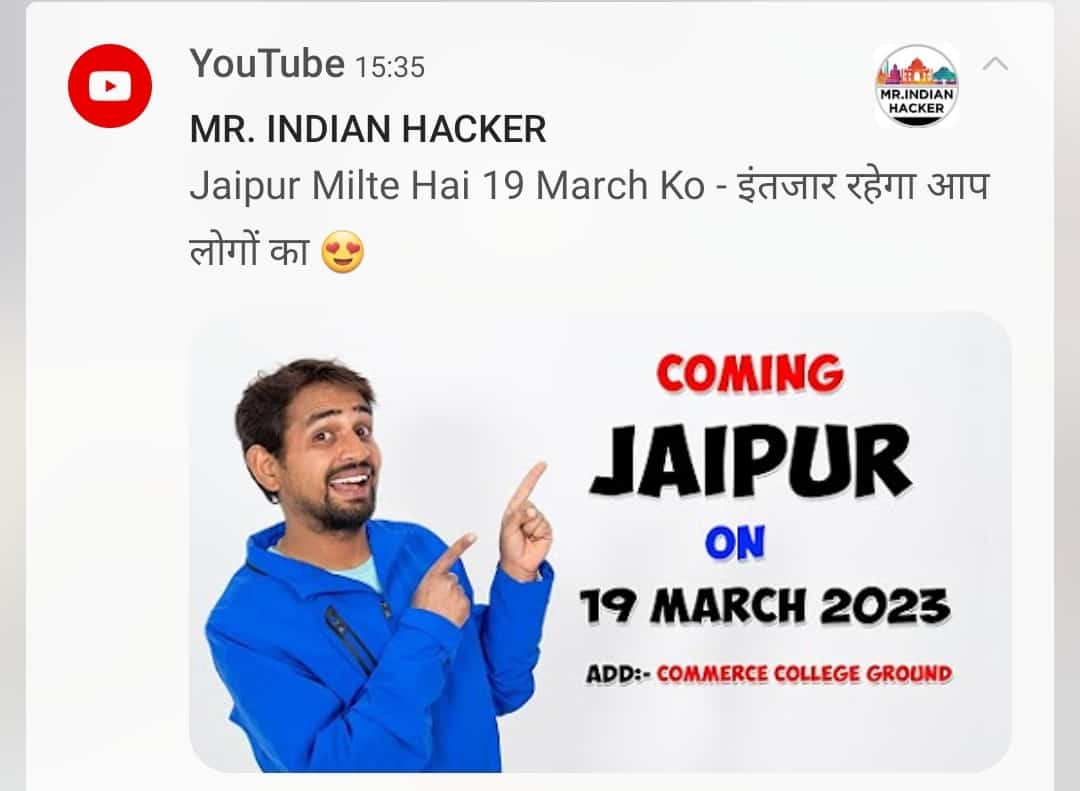 YouTube 15:35
MR.INDIAN
HACKER
MR. INDIAN HACKER
Jaipur Milte Hai 19 March Ko - इंतजार रहेगा आप
लोगों का 😍
COMING
JAIPUR
ON
19 MARCH 2023
ADD:- COMMERCE COLLEGE GROUND